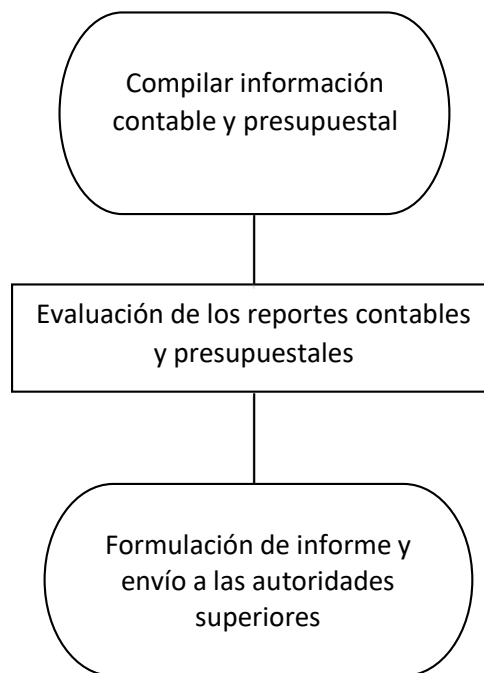 Compilar información
contable y presupuestal
Evaluación de los reportes contables
y presupuestales
Formulación de informe y
envío a las autoridades
superiores